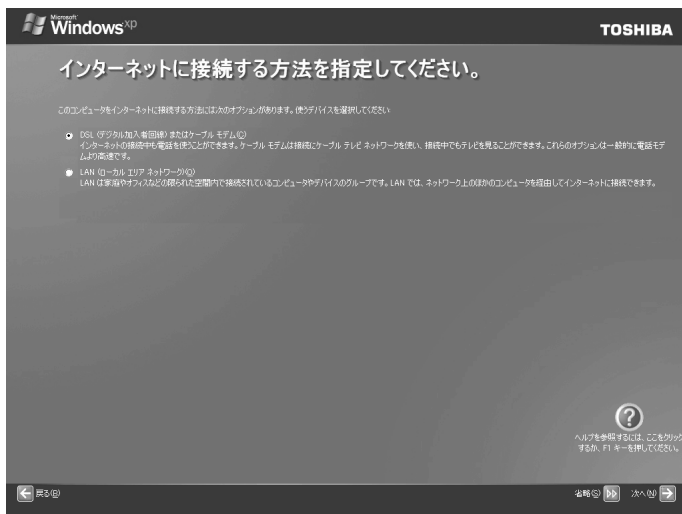 Microsoft
Windows xp
TOSHIBA
インターネットに接続する方法を指定してください。
このコンピュータをインターネットに接続する方法には次のオプションがあります。使うデバイスを選択してください
DSL (デジタル加入者回線) またはケーブル モデム(C)
インターネットの接続中も電話を使うことができます。ケーブル モデムは接続にケーブル テレビ ネットワークを使い、接続中でもテレビを見ることができます。これらのオプションは一般的に電話モデ
ムより高速です。
LAN (ローカル エリア ネットワーク)(O)
LAN は家庭やオフィスなどの限られた空間内で接続されているコンピュータやデバイスのグループです。LAN では、ネットワーク上のほかのコンピュータを経由してインターネットに接続できます。
?
ヘルプを参照するには、ここをクリック
するか、F1 キーを押してください。
戻る(B)
省略(S)
次へ(N)